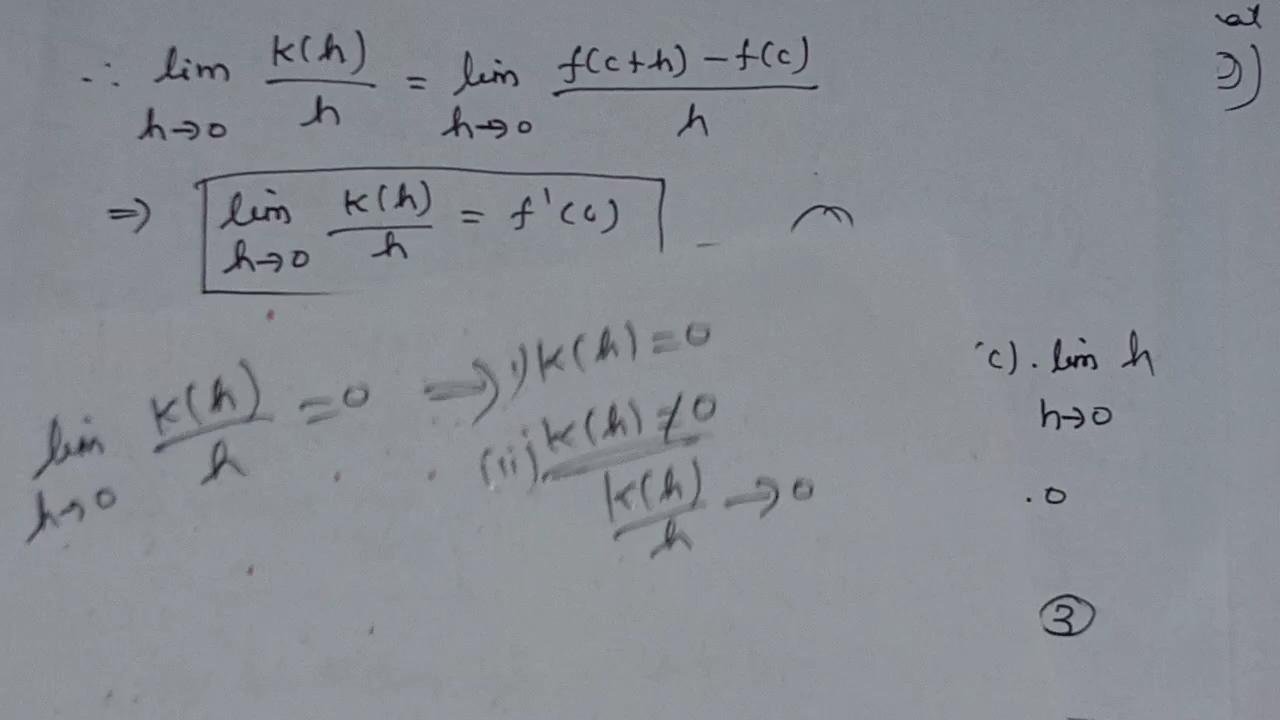 ∴ lim k(h)/h = lim f(c+h) - f(c)/h
h→0 h→0
⇒ lim k(h)/h = f'(c)
h→0
lim k(h)/h = 0 ⇒ i) k(h) = 0
h→0
(ii) k(h) ≠ 0
k(h)/h → 0
'c) . lim h
h→0
. 0
3